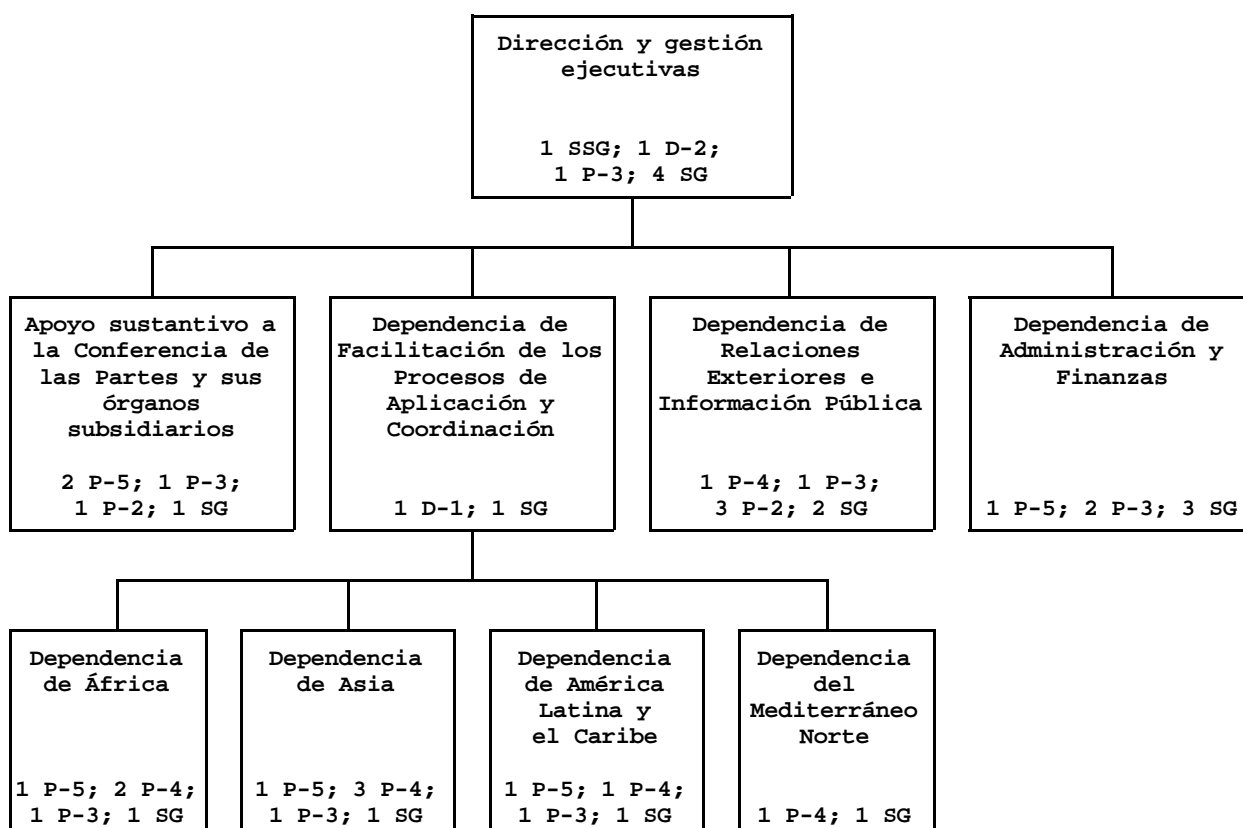 Dirección y gestión
ejecutivas
1 SSG; 1 D-2;
1 P-3; 4 SG
Apoyo sustantivo a
la Conferencia de
las Partes y sus
órganos
subsidiarios
2 P-5; 1 P-3;
1 P-2; 1 SG
Dependencia de
Facilitación de los
Procesos de
Aplicación y
Coordinación
1 D-1; 1 SG
Dependencia de
Relaciones
Exteriores e
Información Pública
1 P-4; 1 P-3;
3 P-2; 2 SG
Dependencia de
Administración y
Finanzas
1 P-5; 2 P-3; 3 SG
Dependencia
de África
1 P-5; 2 P-4;
1 P-3; 1 SG
Dependencia
de Asia
1 P-5; 3 P-4;
1 P-3; 1 SG
Dependencia
de América
Latina y
el Caribe
1 P-5; 1 P-4;
1 P-3; 1 SG
Dependencia
del
Mediterráneo
Norte
1 P-4; 1 SG